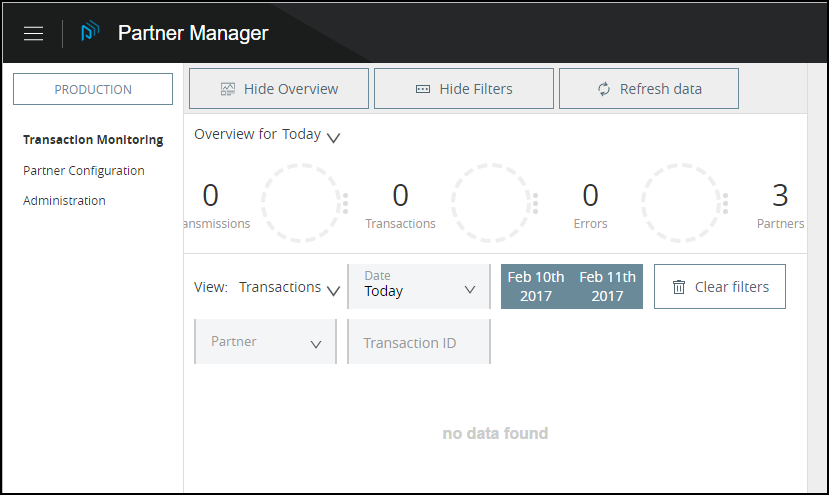 Partner Manager
PRODUCTION
Transaction Monitoring
Partner Configuration
Administration
Hide Overview
Hide Filters
Refresh data
Overview for Today
0
ansmissions
0
Transactions
0
Errors
3
Partners
View: Transactions
Date
Today
Feb 10th
2017
Feb 11th
2017
Clear filters
Partner
Transaction ID
no data found